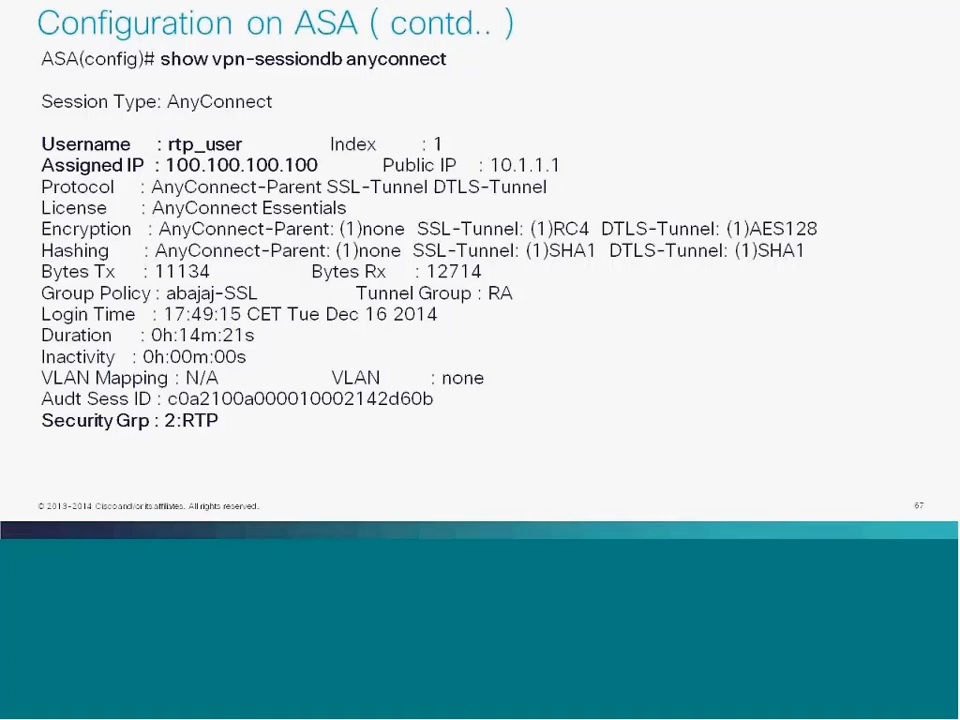 Configuration on ASA ( contd.. )
ASA(config)# show vpn-sessiondb anyconnect
Session Type: AnyConnect
Username : rtp_user Index : 1
Assigned IP : 100.100.100.100 Public IP : 10.1.1.1
Protocol : AnyConnect-Parent SSL-Tunnel DTLS-Tunnel
License : AnyConnect Essentials
Encryption : AnyConnect-Parent: (1)none SSL-Tunnel: (1)RC4 DTLS-Tunnel: (1)AES128
Hashing : AnyConnect-Parent: (1)none SSL-Tunnel: (1)SHA1 DTLS-Tunnel: (1)SHA1
Bytes Tx : 11134 Bytes Rx : 12714
Group Policy : abajaj-SSL Tunnel Group : RA
Login Time : 17:49:15 CET Tue Dec 16 2014
Duration : 0h:14m:21s
Inactivity : 0h:00m:00s
VLAN Mapping : N/A VLAN : none
Audt Sess ID : c0a2100a000010002142d60b
Security Grp : 2:RTP
© 2013-2014 Cisco and/or its affiliates. All rights reserved. 67